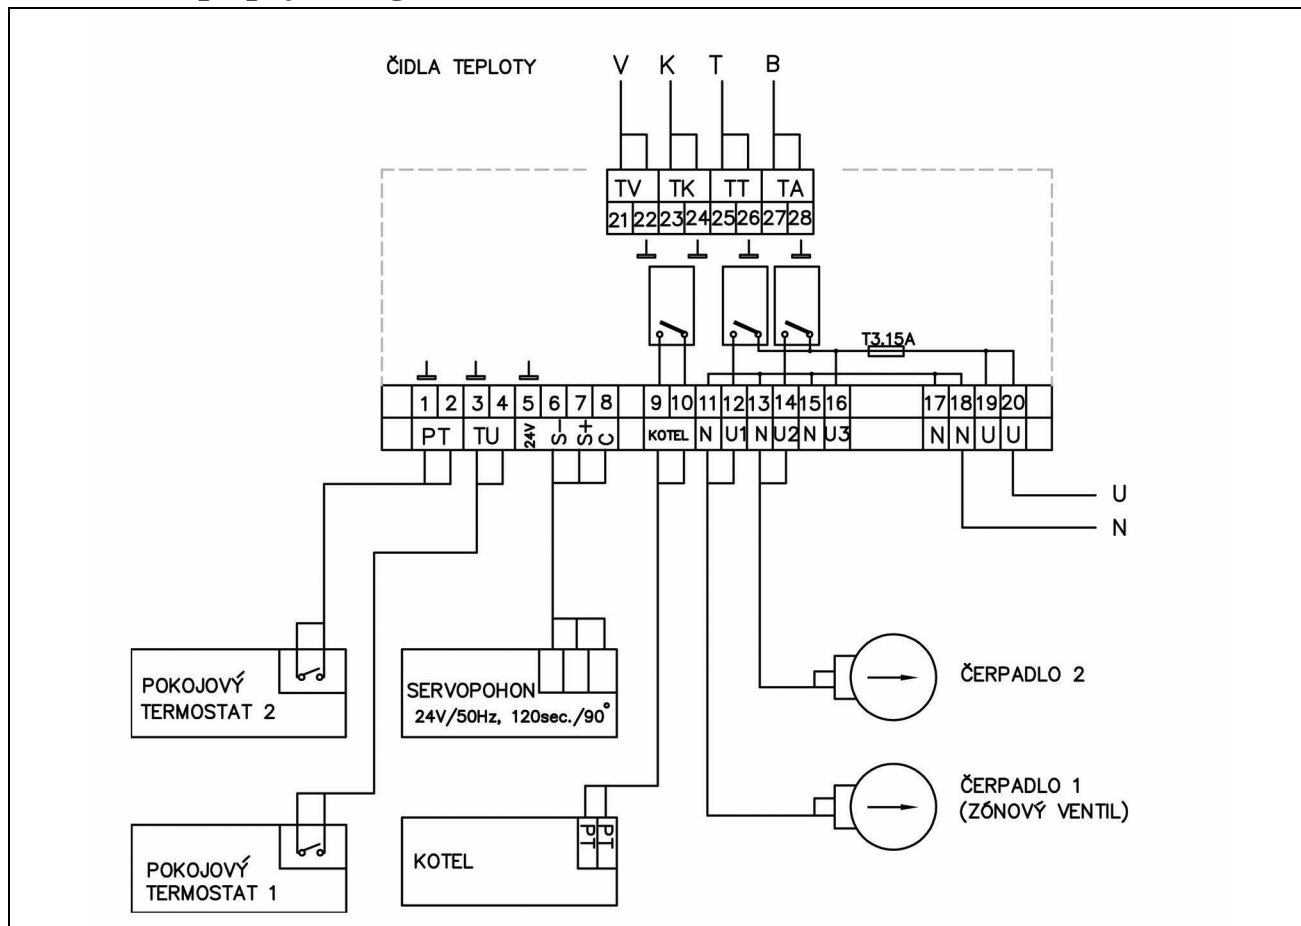 ČIDLA TEPLOTY V K T B
TV TK TT TA
21 22 23 24 25 26 27 28
T3.15A
1 2 3 4 5 6 7 8 9 10 11 12 13 14 15 16 17 18 19 20
PT TU 24V S- S+ C KOTEL N U1 N U2 N U3 N N U U
U
N
POKOJOVÝ
TERMOSTAT 2
SERVOPOHON
24V/50Hz, 120sec./90°
ČERPADLO 2
ČERPADLO 1
(ZÓNOVÝ VENTIL)
PT PT
KOTEL
POKOJOVÝ
TERMOSTAT 1